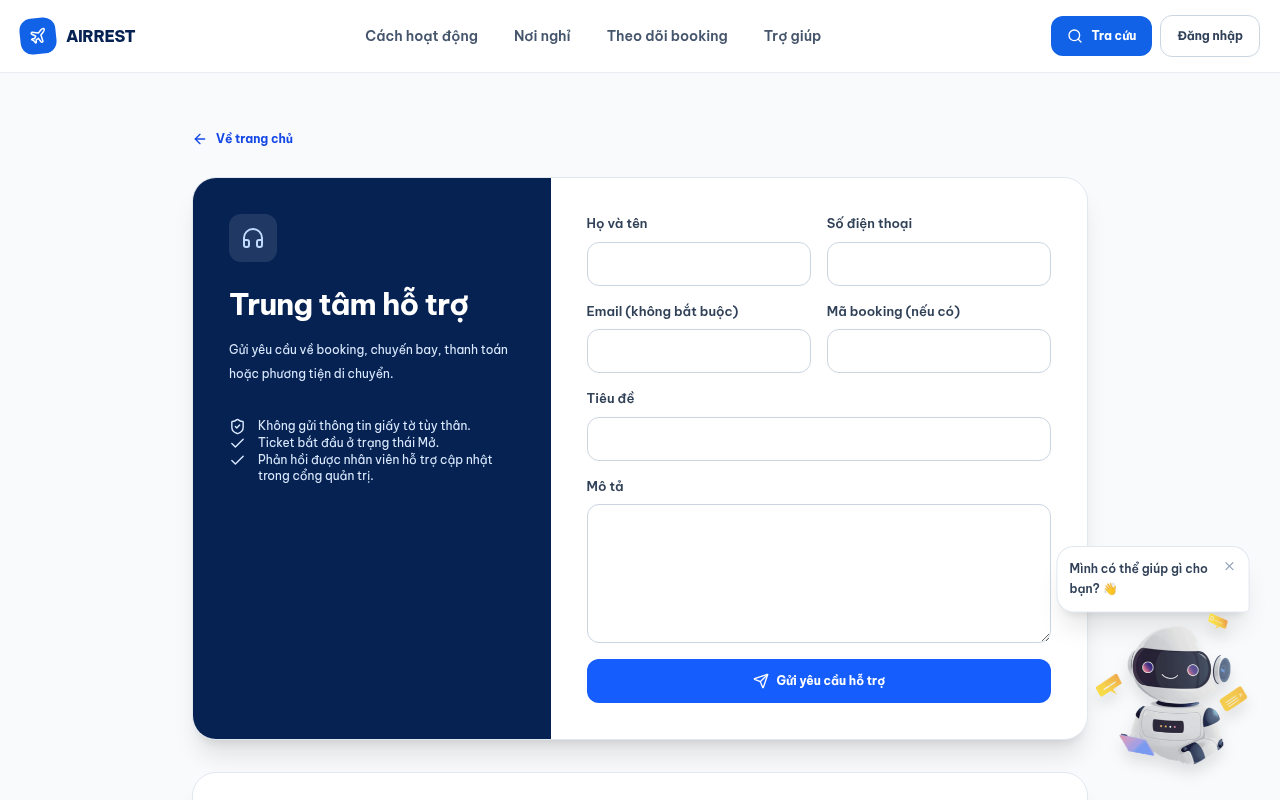 AIRREST
Cách hoạt động
Nơi nghỉ
Theo dõi booking
Trợ giúp
Tra cứu
Đăng nhập
Về trang chủ
Trung tâm hỗ trợ
Gửi yêu cầu về booking, chuyến bay, thanh toán
hoặc phương tiện di chuyển.
Không gửi thông tin giấy tờ tùy thân.
Ticket bắt đầu ở trạng thái Mở.
Phản hồi được nhân viên hỗ trợ cập nhật
trong cổng quản trị.
Họ và tên
Số điện thoại
Email (không bắt buộc)
Mã booking (nếu có)
Tiêu đề
Mô tả
Gửi yêu cầu hỗ trợ
Mình có thể giúp gì cho
bạn? 👋